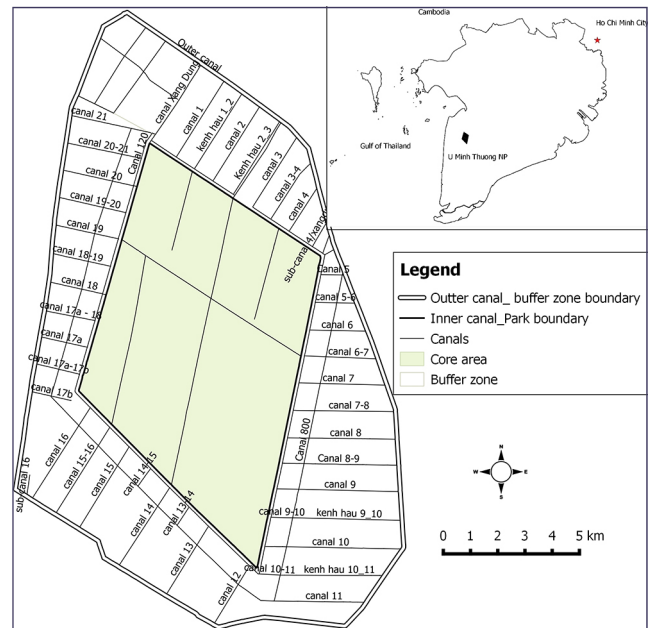 Cambodia
Ho Chi Minh City
Gulf of Thailand
U Minh Thuong NP
Outer canal
canal Xang Dung
canal 1
kenh hau 1_2
canal 2
Kenh hau 2_3
canal 3
canal 3-4
canal 4
sub-canal 4/xang
canal 21
canal 120
canal 20-21
canal 20
canal 19-20
canal 19
canal 18-19
canal 18
canal 17a - 18
canal 17a
canal 17a-17b
canal 17b
canal 16
canal 15-16
canal 15
canal 14-15
canal 14
canal 13-14
canal 13
canal 12
sub-canal 16
Canal 5
canal 5-6
canal 6
canal 6-7
canal 7
canal 7-8
canal 8
Canal 8-9
canal 9
Canal 800
canal 9-10
kenh hau 9_10
canal 10
canal 10-11
kenh hau 10_11
canal 11
Legend
Outer canal_ buffer zone boundary
Inner canal_Park boundary
Canals
Core area
Buffer zone
N
W
E
S
0 1 2 3 4 5 km